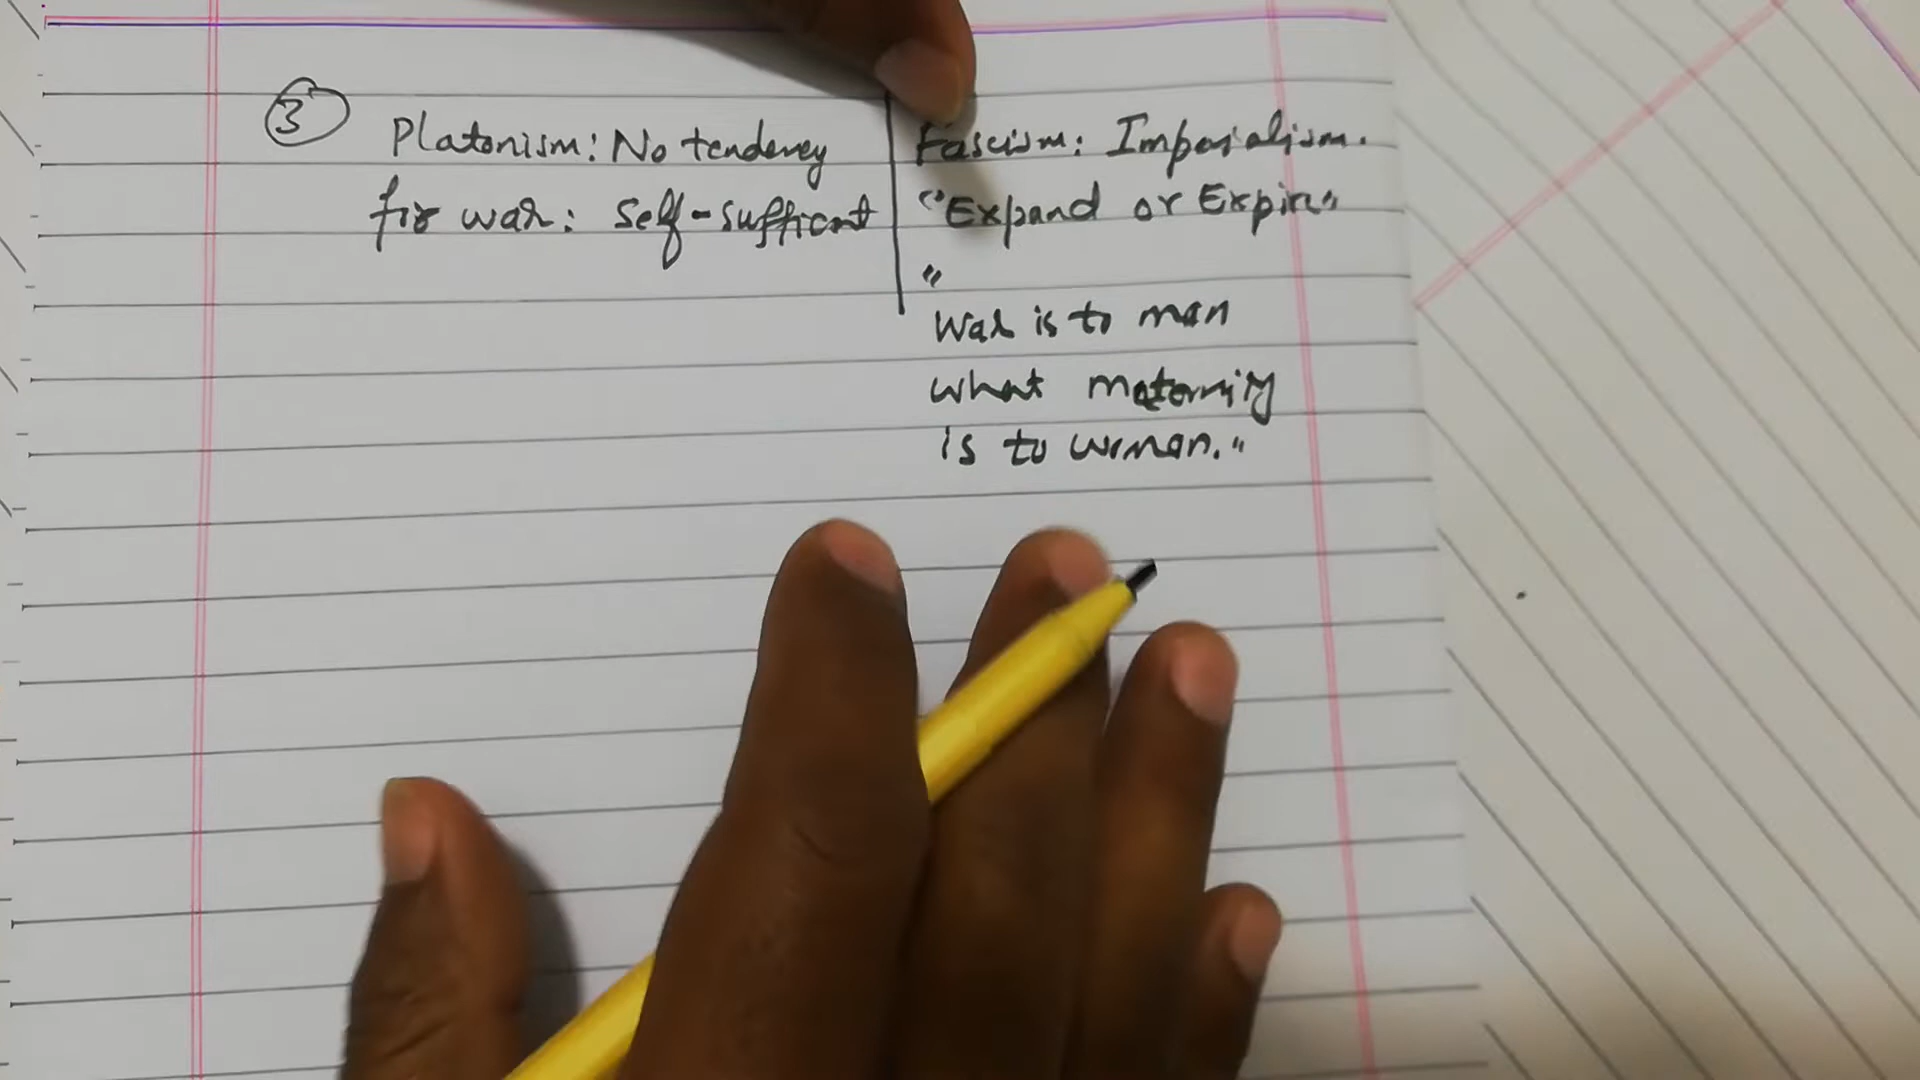 3
Platonism: No tendency
for war: Self-sufficient
Fascism: Imperialism.
"Expand or Expire"
"
War is to man
what maternity
is to woman."